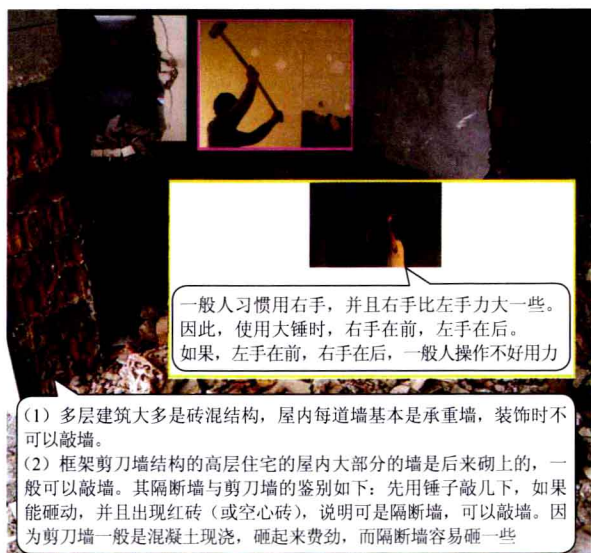 一般人习惯用右手，并且右手比左手力大一些。
因此，使用大锤时，右手在前，左手在后。
如果，左手在前，右手在后，一般人操作不好用力
（1）多层建筑大多是砖混结构，屋内每道墙基本是承重墙，装饰时不
可以敲墙。
（2）框架剪刀墙结构的高层住宅的屋内大部分的墙是后来砌上的，一
般可以敲墙。其隔断墙与剪刀墙的鉴别如下：先用锤子敲几下，如果
能砸动，并且出现红砖（或空心砖），说明可是隔断墙，可以敲墙。因
为剪刀墙一般是混凝土现浇，砸起来费劲，而隔断墙容易砸一些